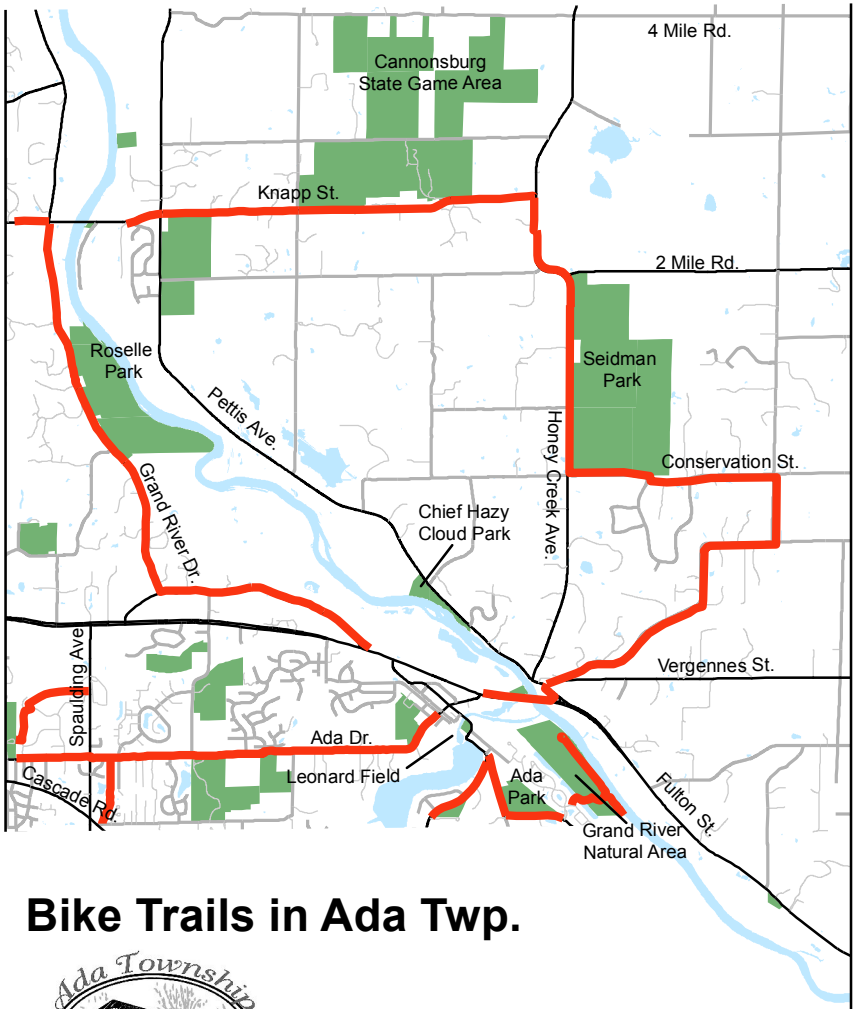 4 Mile Rd.
Cannonsburg
State Game Area
Knapp St.
2 Mile Rd.
Roselle
Park
Seidman
Park
Pettis Ave.
Honey Creek Ave.
Conservation St.
Grand River Dr.
Chief Hazy
Cloud Park
Spaulding Ave
Vergennes St.
Ada Dr.
Leonard Field
Cascade Rd.
Ada
Park
Fulton St.
Grand River
Natural Area
Bike Trails in Ada Twp.
Ada Township